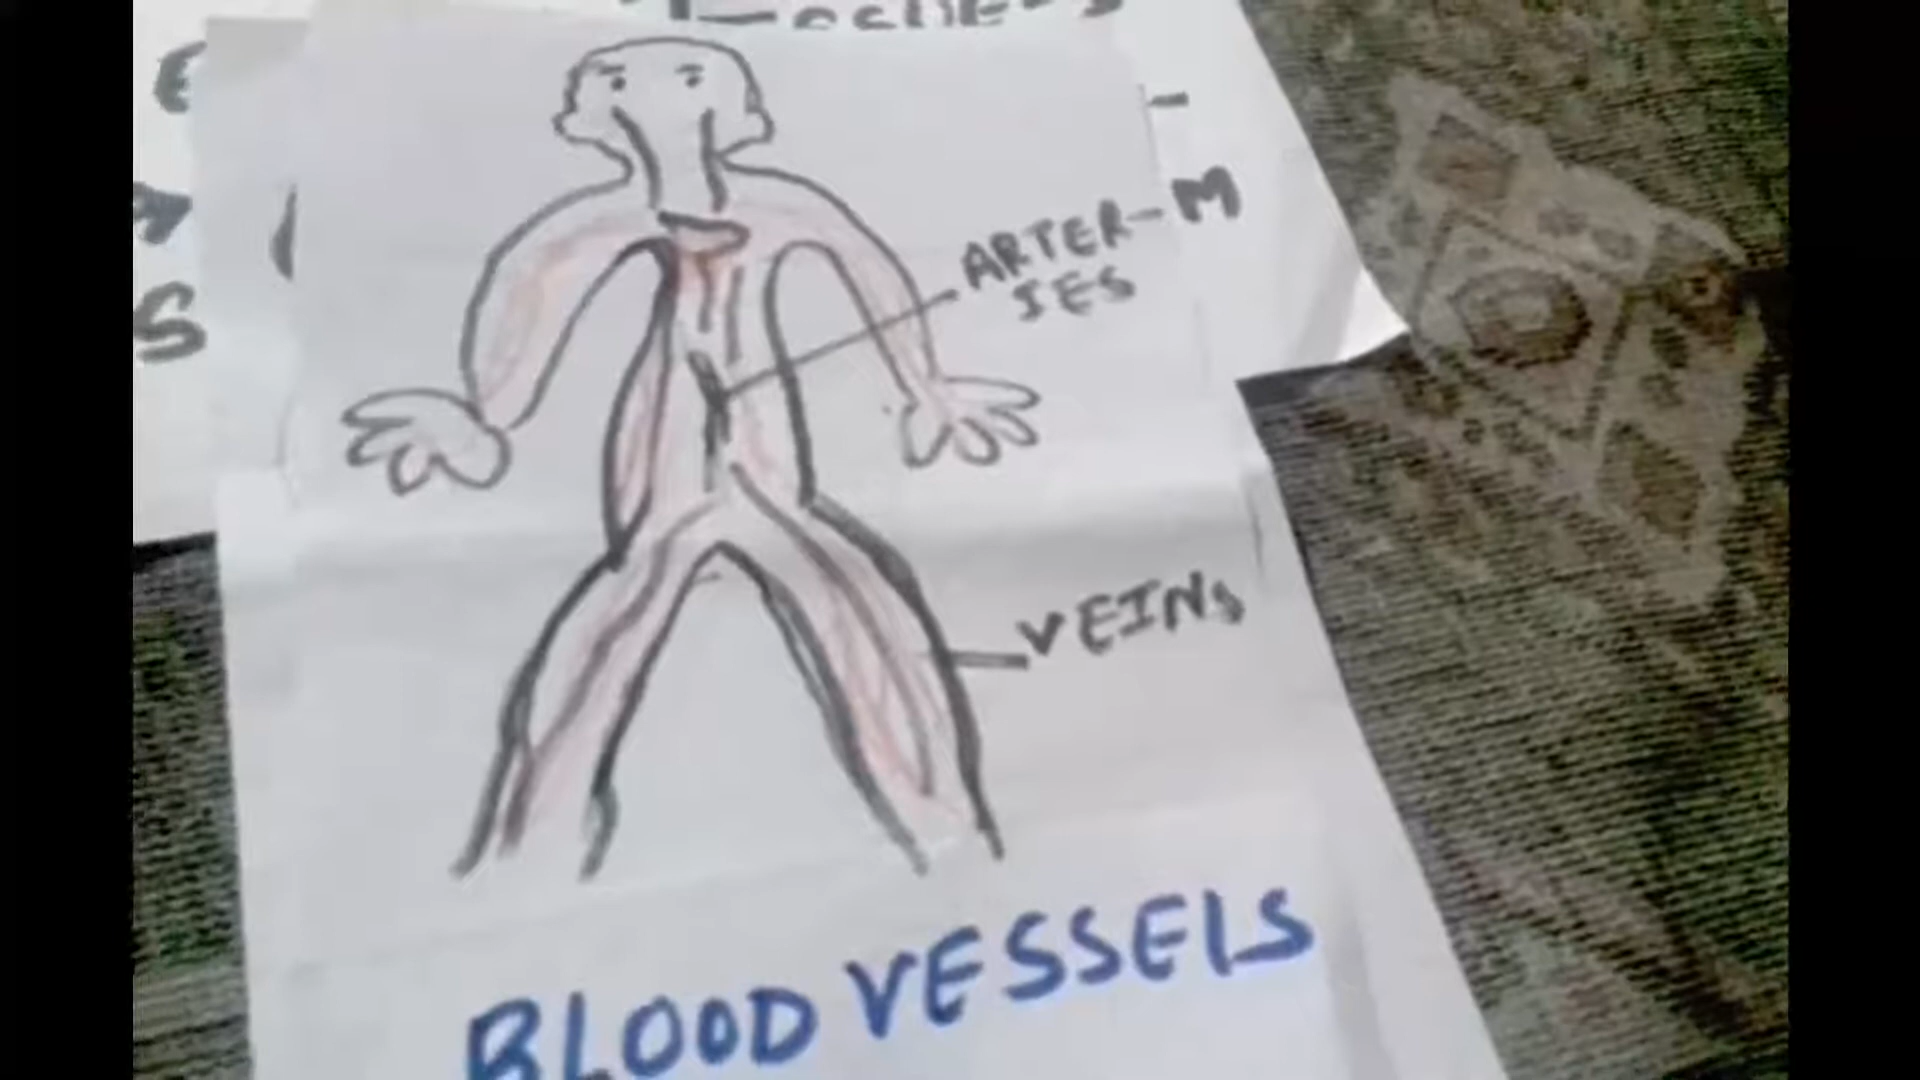 ARTER-
IES
M
VEINS
BLOOD VESSELS
S